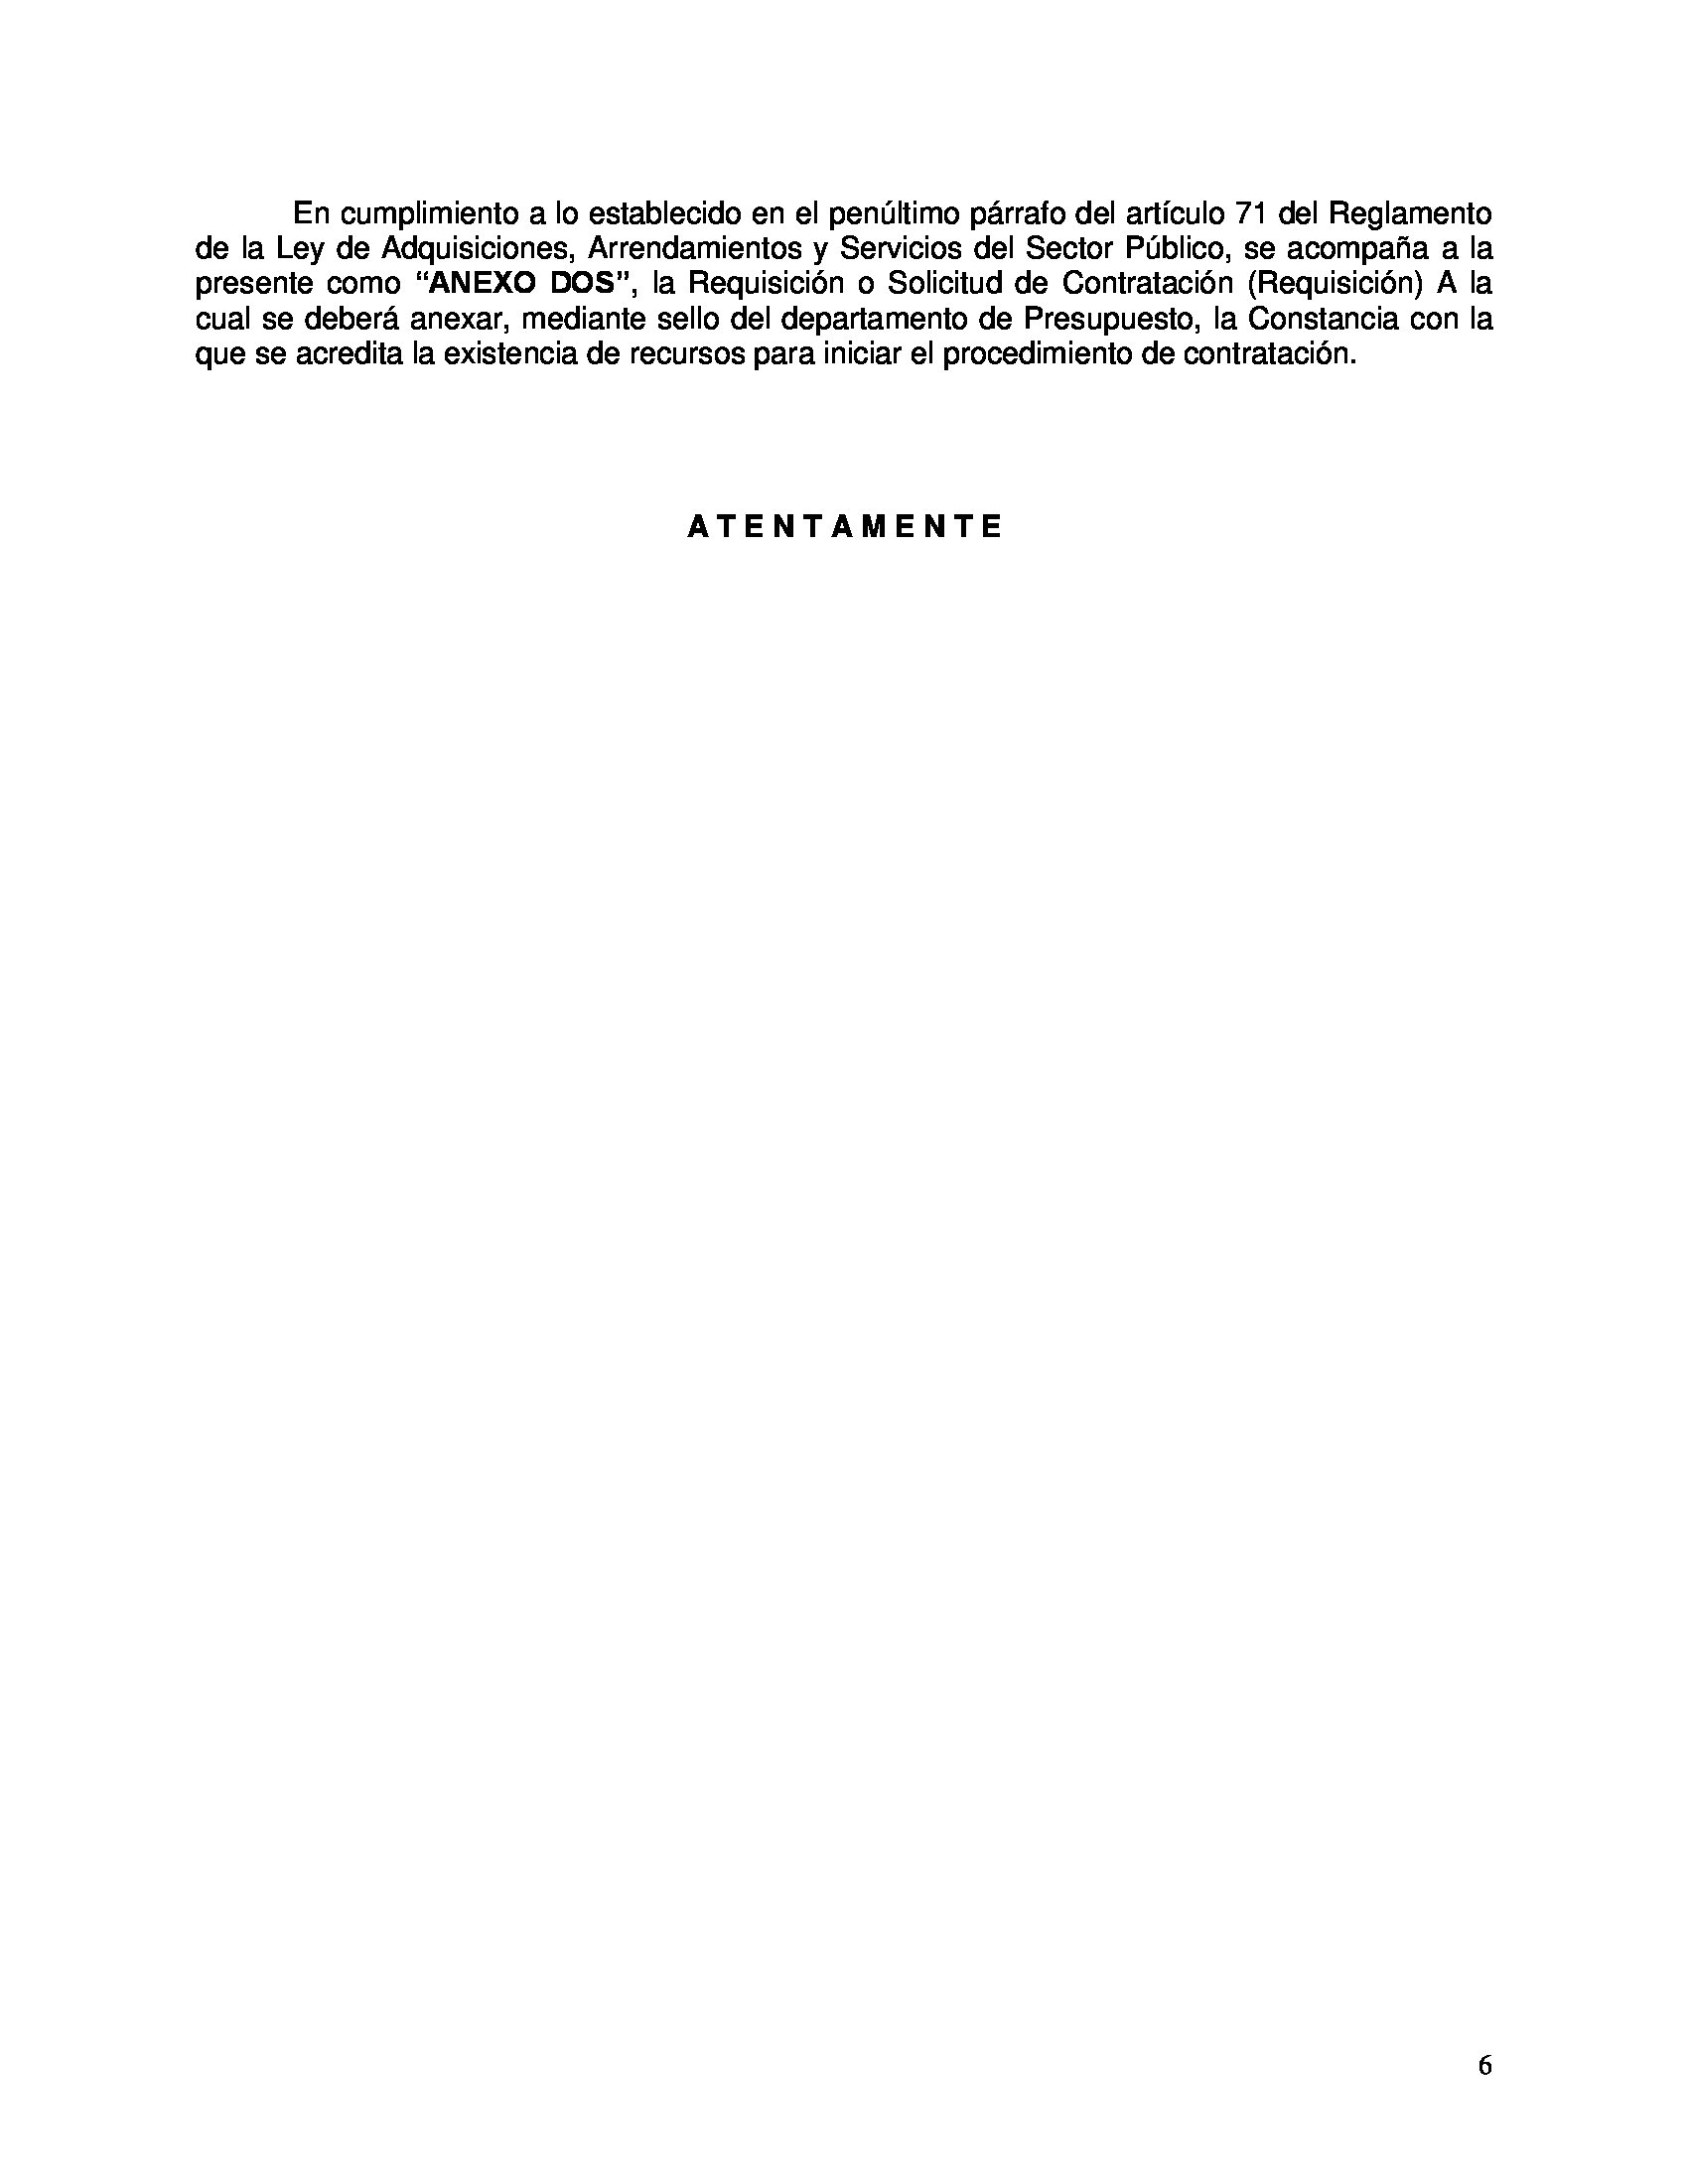 En cumplimiento a lo establecido en el penúltimo párrafo del artículo 71 del Reglamento
de la Ley de Adquisiciones, Arrendamientos y Servicios del Sector Público, se acompaña a la
presente como “ANEXO DOS”, la Requisición o Solicitud de Contratación (Requisición) A la
cual se deberá anexar, mediante sello del departamento de Presupuesto, la Constancia con la
que se acredita la existencia de recursos para iniciar el procedimiento de contratación.
A T E N T A M E N T E
6